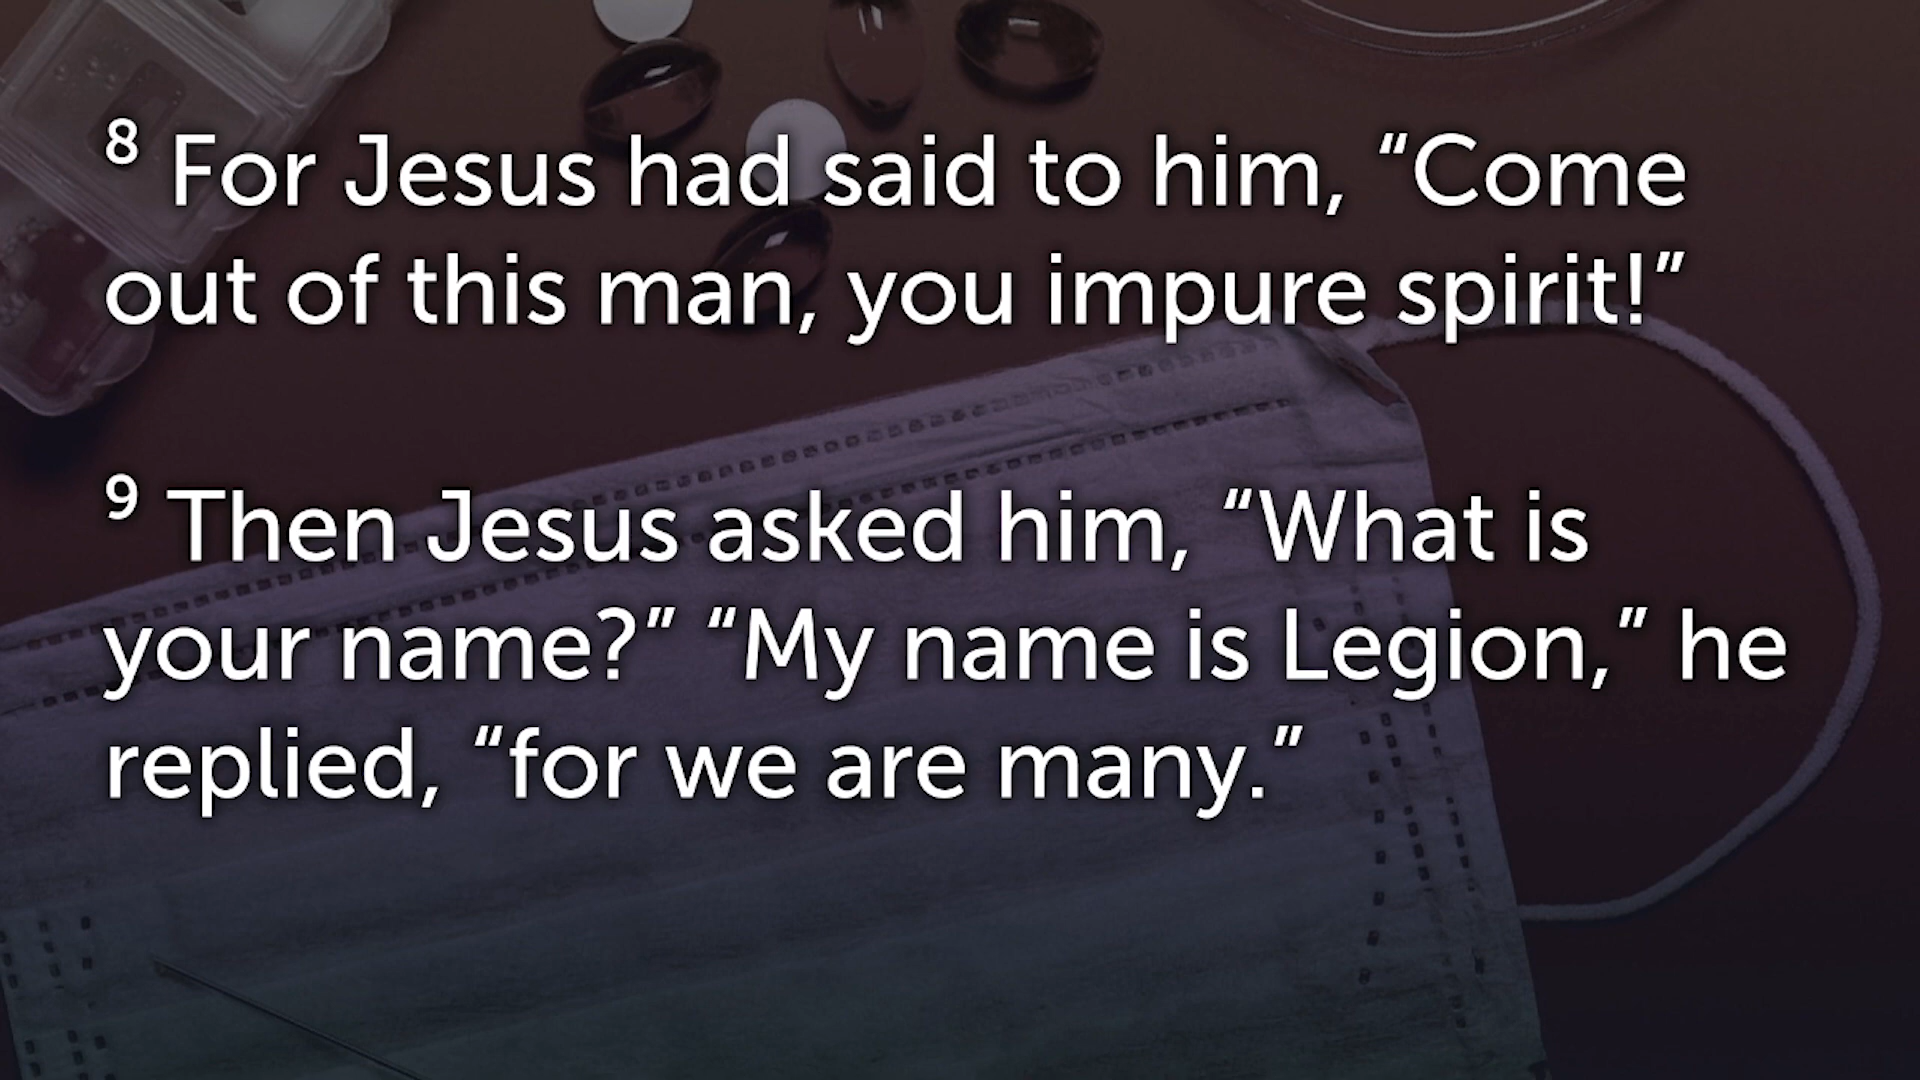 8 For Jesus had said to him, “Come
out of this man, you impure spirit!”
9 Then Jesus asked him, “What is
your name?” “My name is Legion,” he
replied, “for we are many.”